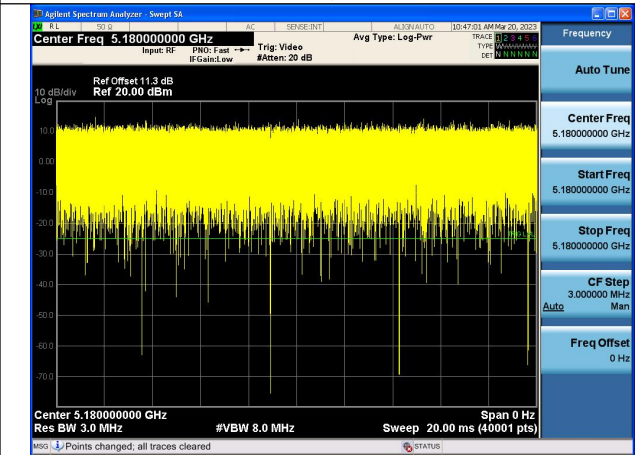 Agilent Spectrum Analyzer - Swept SA
RL 50 Ω AC SENSE:INT ALIGN AUTO 10:47:01 AM Mar 20, 2023
Center Freq 5.180000000 GHz
Input: RF PNO: Fast Trig: Video Avg Type: Log-Pwr TRACE 1 2 3 4 5 6
IFGain:Low #Atten: 20 dB TYPE WWWWWW
DET N N N N N N
Ref Offset 11.3 dB
10 dB/div Ref 20.00 dBm
Log
10.0
0.00
-10.0
-20.0
-30.0
-40.0
-50.0
-60.0
-70.0
Center 5.180000000 GHz Span 0 Hz
Res BW 3.0 MHz #VBW 8.0 MHz Sweep 20.00 ms (40001 pts)
MSG Points changed; all traces cleared STATUS
Frequency
Auto Tune
Center Freq
5.180000000 GHz
Start Freq
5.180000000 GHz
Stop Freq
5.180000000 GHz
CF Step
3.000000 MHz
Auto Man
Freq Offset
0 Hz